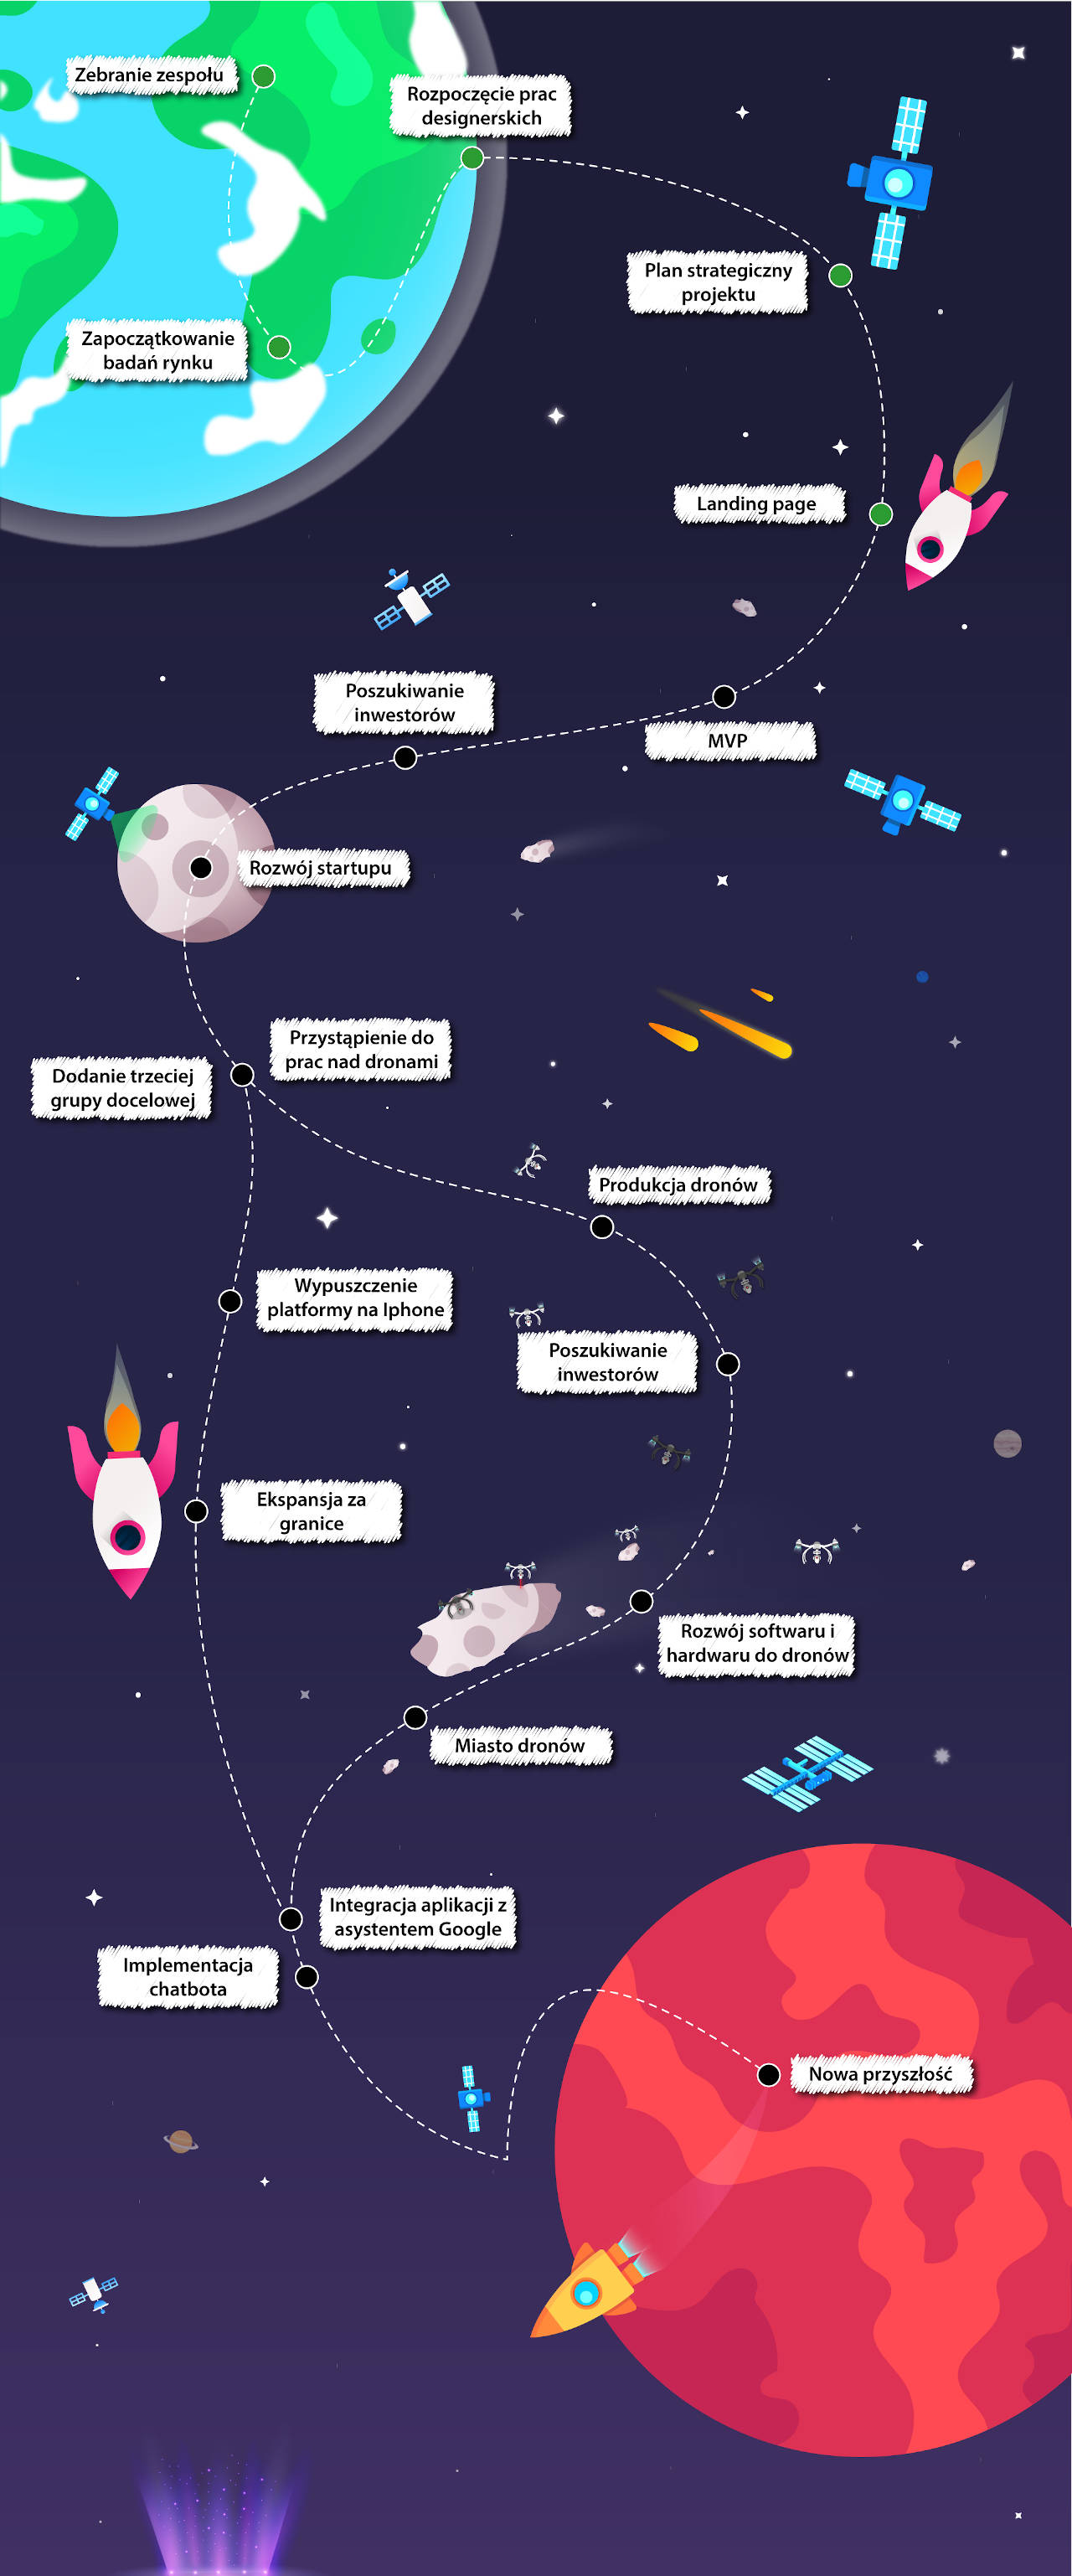 Zebranie zespołu
Rozpoczęcie prac
designerskich
Plan strategiczny
projektu
Zapoczątkowanie
badań rynku
Landing page
Poszukiwanie
inwestorów
MVP
Rozwój startupu
Przystąpienie do
prac nad dronami
Dodanie trzeciej
grupy docelowej
Produkcja dronów
Wypuszczenie
platformy na Iphone
Poszukiwanie
inwestorów
Ekspansja za
granice
Rozwój softwaru i
hardwaru do dronów
Miasto dronów
Integracja aplikacji z
asystentem Google
Implementacja
chatbota
Nowa przyszłość